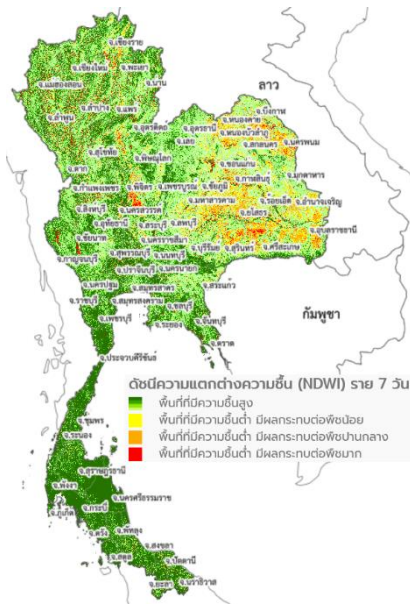 จ.เชียงราย
จ.เชียงใหม่
จ.พะเยา
จ.แม่ฮ่องสอน
จ.น่าน
ลาว
จ.ลำปาง
จ.แพร่
จ.ลำพูน
จ.อุตรดิตถ์
จ.อุดรธานี
จ.หนองคาย
จ.บึงกาฬ
จ.เลย
จ.หนองบัวลำภู
จ.นครพนม
จ.สกลนคร
จ.สุโขทัย
จ.พิษณุโลก
จ.ตาก
จ.ขอนแก่น
จ.กาฬสินธุ์
จ.มุกดาหาร
จ.กำแพงเพชร
จ.พิจิตร
จ.เพชรบูรณ์
จ.ชัยภูมิ
จ.มหาสารคาม
จ.ร้อยเอ็ด
จ.อำนาจเจริญ
จ.ยโสธร
จ.สิงห์บุรี
จ.นครสวรรค์
จ.อุทัยธานี
จ.สระบุรี
จ.ลพบุรี
จ.อุบลราชธานี
จ.ชัยนาท
จ.นครราชสีมา
จ.บุรีรัมย์
จ.สุรินทร์
จ.ศรีสะเกษ
จ.กาญจนบุรี
จ.สุพรรณบุรี
จ.นนทบุรี
จ.ปราจีนบุรี
จ.นครนายก
จ.นครปฐม
จ.สมุทรสาคร
จ.สระแก้ว
จ.ราชบุรี
จ.สมุทรสงคราม
จ.ชลบุรี
กัมพูชา
จ.เพชรบุรี
จ.ระยอง
จ.จันทบุรี
จ.ตราด
จ.ประจวบคีรีขันธ์
ดัชนีความแตกต่างความชื้น (NDWI) ราย 7 วัน
พื้นที่ที่มีความชื้นสูง
พื้นที่ที่มีความชื้นต่ำ มีผลกระทบต่อพืชน้อย
พื้นที่ที่มีความชื้นต่ำ มีผลกระทบต่อพืชปานกลาง
พื้นที่ที่มีความชื้นต่ำ มีผลกระทบต่อพืชมาก
จ.ชุมพร
จ.ระนอง
จ.สุราษฎรธานี
จ.พังงา
จ.นครศรีธรรมราช
จ.กระบี่
จ.ภูเก็ต
จ.ตรัง
จ.พัทลุง
จ.สงขลา
จ.สตูล
จ.ปัตตานี
จ.ยะลา
จ.นราธิวาส